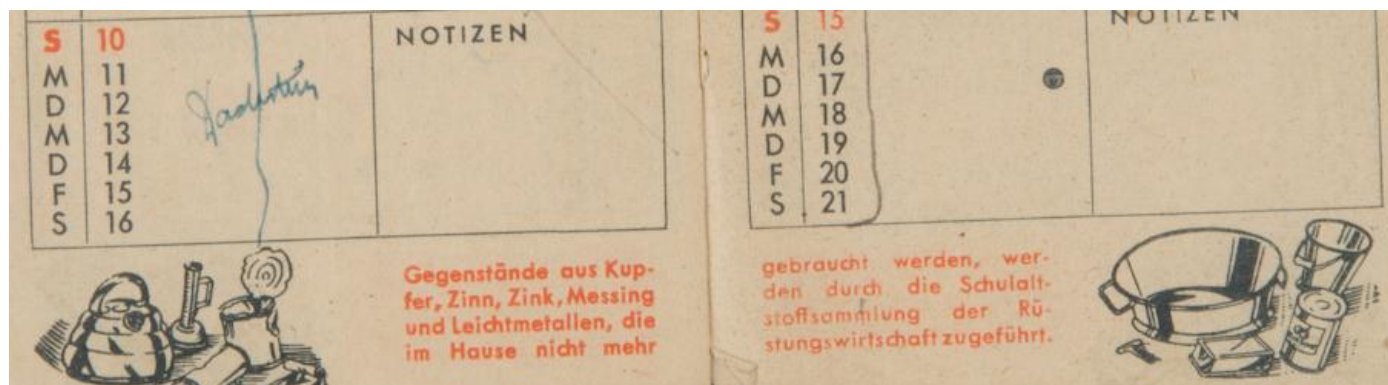 S 10
NOTIZEN
M 11
D 12
M 13
D 14
F 15
S 16
Dachstein
Gegenstände aus Kup-
fer, Zinn, Zink, Messing
und Leichtmetallen, die
im Hause nicht mehr
S 15
NOTIZEN
M 16
D 17
M 18
D 19
F 20
S 21
gebraucht werden, wer-
den durch die Schulalt-
stoffsammlung der Rü-
stungswirtschaft zugeführt.